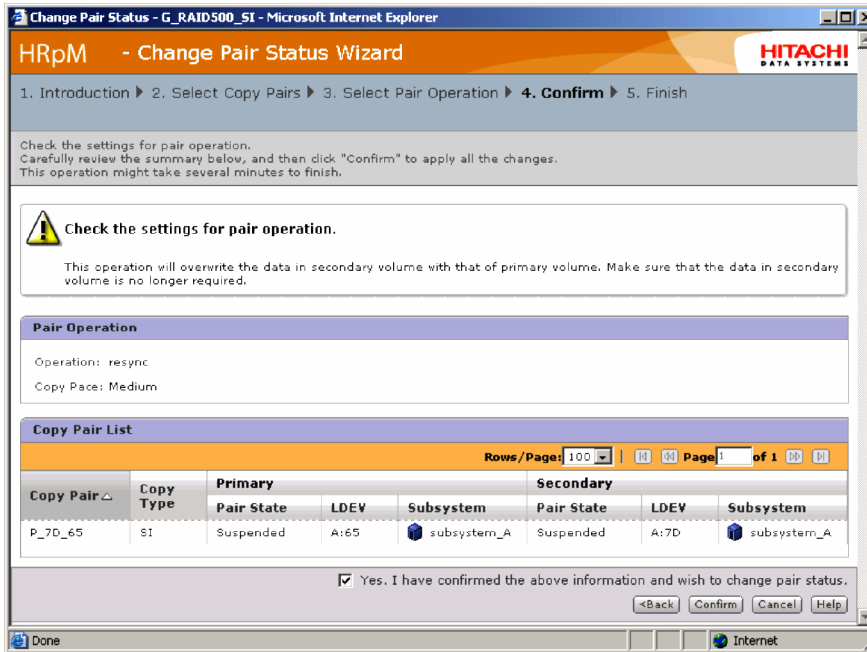 Change Pair Status - G_RAID500_SI - Microsoft Internet Explorer
HRpM - Change Pair Status Wizard
HITACHI
DATA SYSTEMS
1. Introduction 2. Select Copy Pairs 3. Select Pair Operation 4. Confirm 5. Finish
Check the settings for pair operation.
Carefully review the summary below, and then click "Confirm" to apply all the changes.
This operation might take several minutes to finish.
Check the settings for pair operation.
This operation will overwrite the data in secondary volume with that of primary volume. Make sure that the data in secondary
volume is no longer required.
Pair Operation
Operation: resync
Copy Pace: Medium
Copy Pair List
Rows/Page: 100 Page 1 of 1
Copy Pair Copy Type Primary Secondary
Pair State LDEV Subsystem Pair State LDEV Subsystem
P_7D_65 SI Suspended A:65 subsystem_A Suspended A:7D subsystem_A
Yes. I have confirmed the above information and wish to change pair status.
<Back Confirm Cancel Help
Done Internet